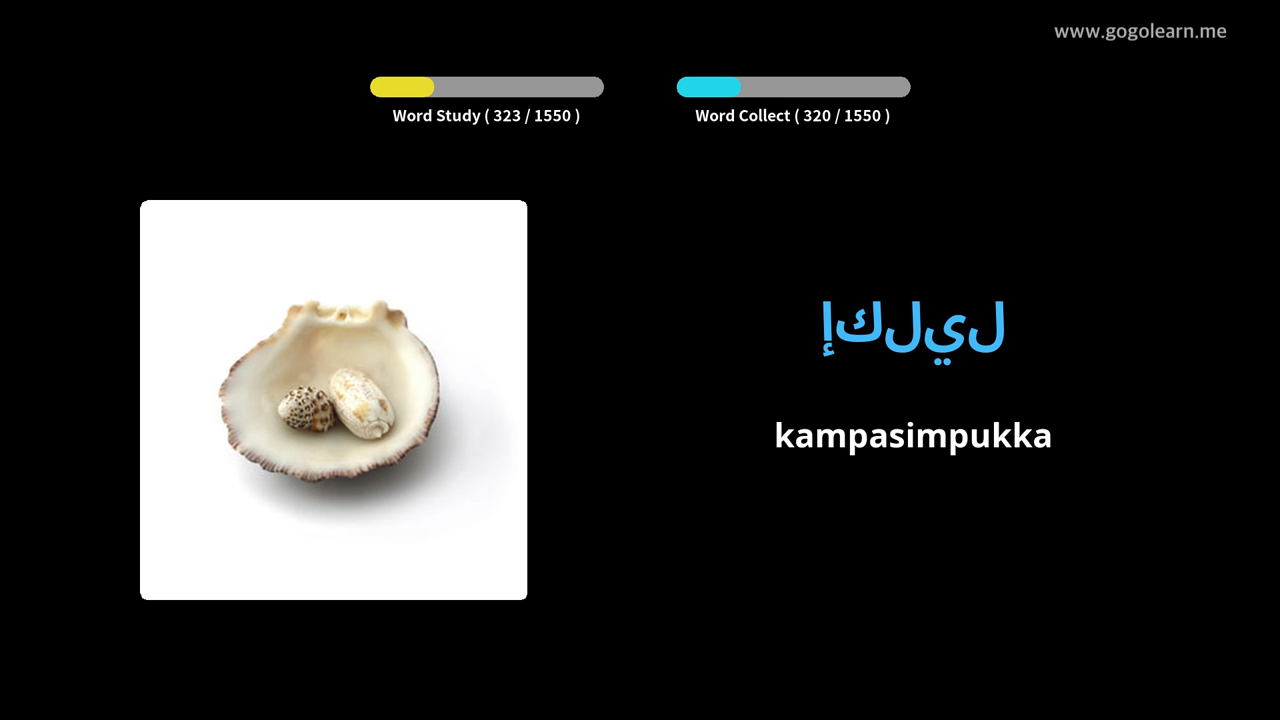 www.gogolearn.me
Word Study ( 323 / 1550 )
Word Collect ( 320 / 1550 )
إكليل
kampasimpukka